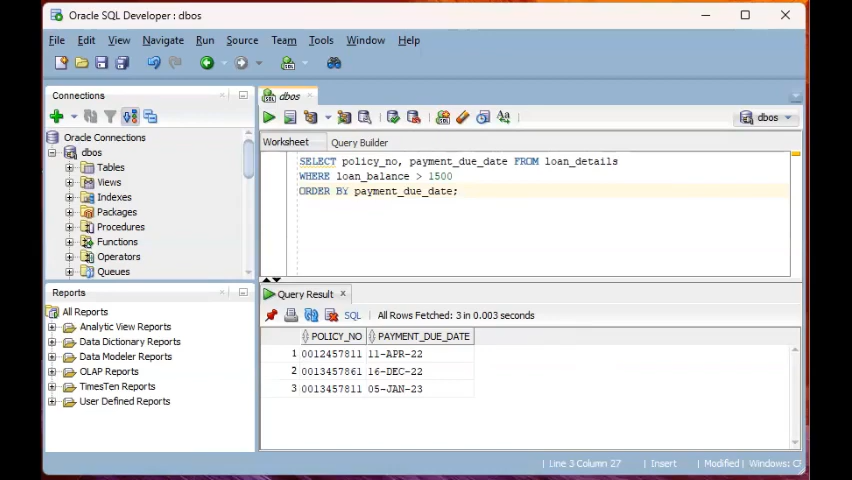 Oracle SQL Developer : dbos
File Edit View Navigate Run Source Team Tools Window Help
Connections
Oracle Connections
dbos
Tables
Views
Indexes
Packages
Procedures
Functions
Operators
Queues
Reports
All Reports
Analytic View Reports
Data Dictionary Reports
Data Modeler Reports
OLAP Reports
TimesTen Reports
User Defined Reports
dbos
dbos
Worksheet Query Builder
SELECT policy_no, payment_due_date FROM loan_details
WHERE loan_balance > 1500
ORDER BY payment_due_date;
Query Result
SQL All Rows Fetched: 3 in 0.003 seconds
POLICY_NO PAYMENT_DUE_DATE
1 0012457811 11-APR-22
2 0013457861 16-DEC-22
3 0013457811 05-JAN-23
Line 3 Column 27 Insert Modified Windows: